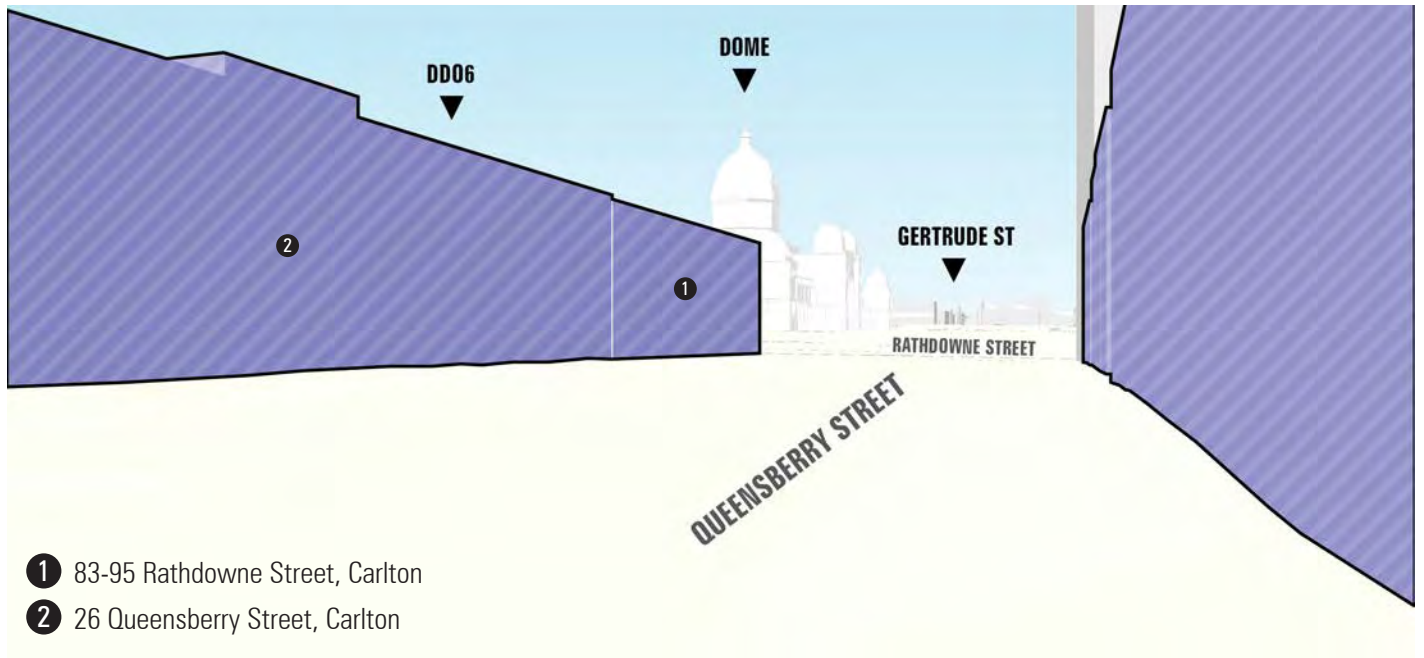 DOME
DDO6
2
GERTRUDE ST
1
RATHDOWNE STREET
QUEENSBERRY STREET
1 83-95 Rathdowne Street, Carlton
2 26 Queensberry Street, Carlton